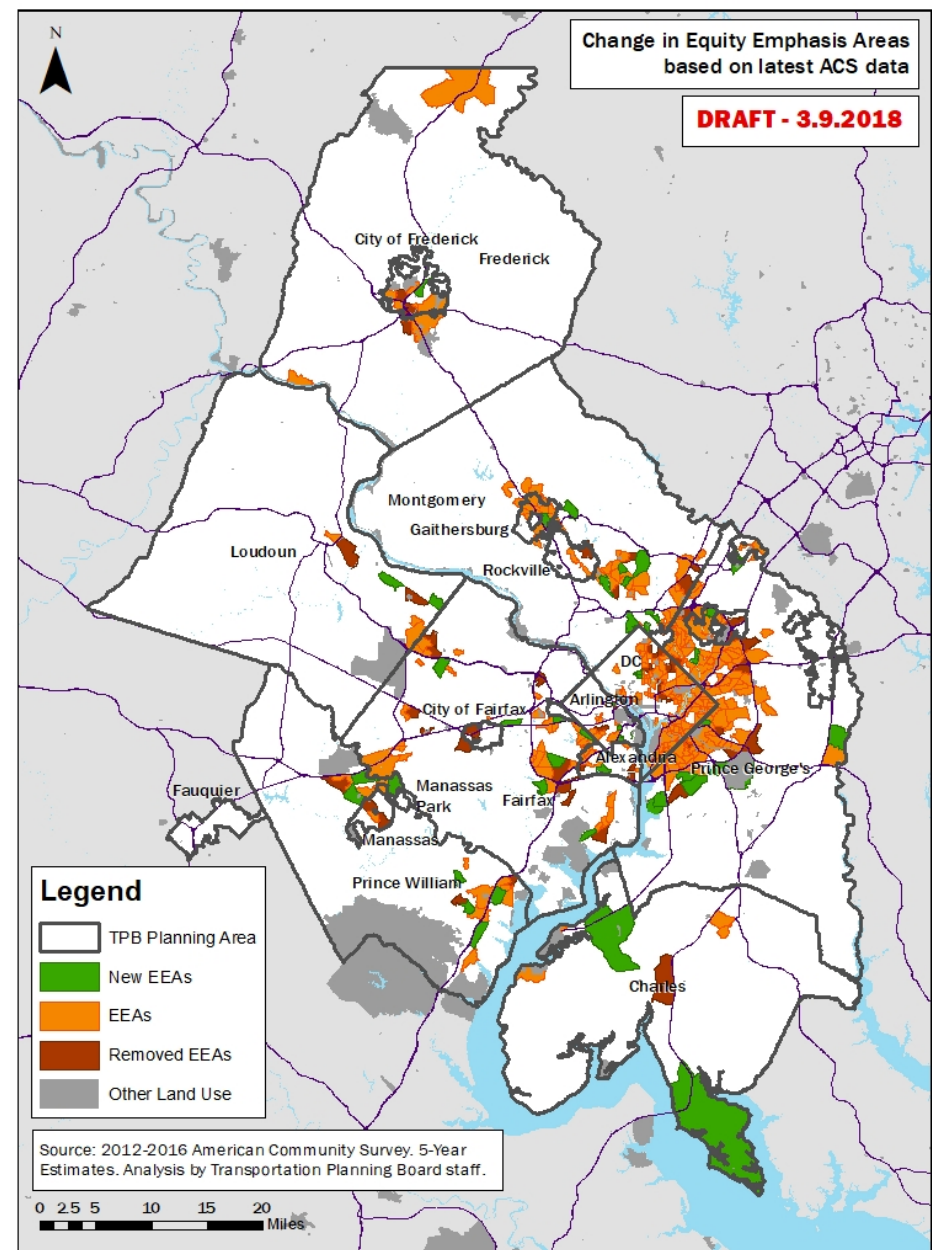 N
Change in Equity Emphasis Areas
based on latest ACS data
DRAFT - 3.9.2018
City of Frederick
Frederick
Montgomery
Gaithersburg
Loudoun
Rockville
DC
Arlington
City of Fairfax
Alexandria
Prince George's
Manassas
Park
Fairfax
Fauquier
Manassas
Prince William
Charles
Legend
TPB Planning Area
New EEAs
EEAs
Removed EEAs
Other Land Use
Source: 2012-2016 American Community Survey. 5-Year
Estimates. Analysis by Transportation Planning Board staff.
0 2.5 5 10 15 20
Miles